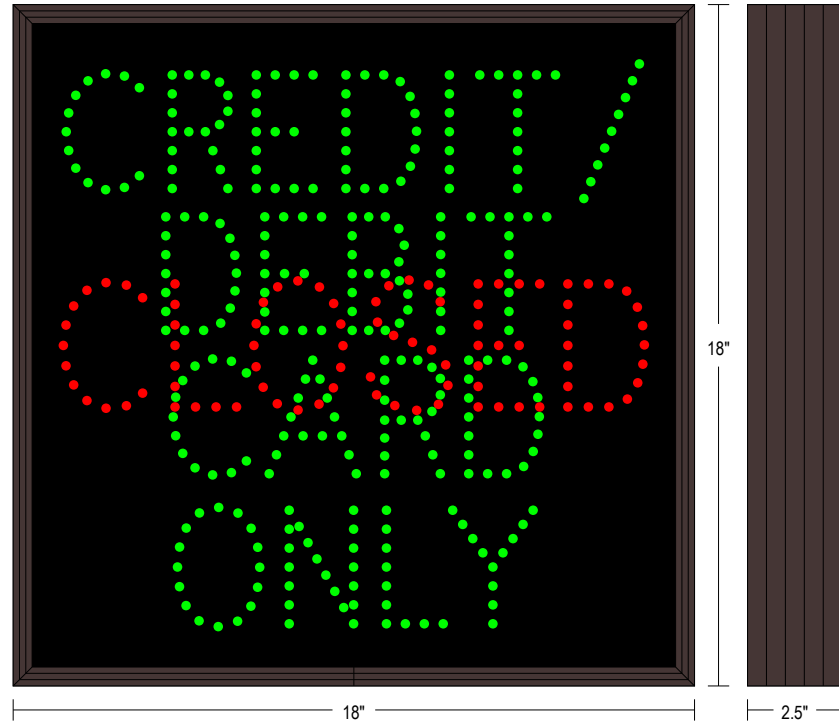 CREDIT/
DEBIT
CLOSED
CARD
ONLY
18"
18"
2.5"